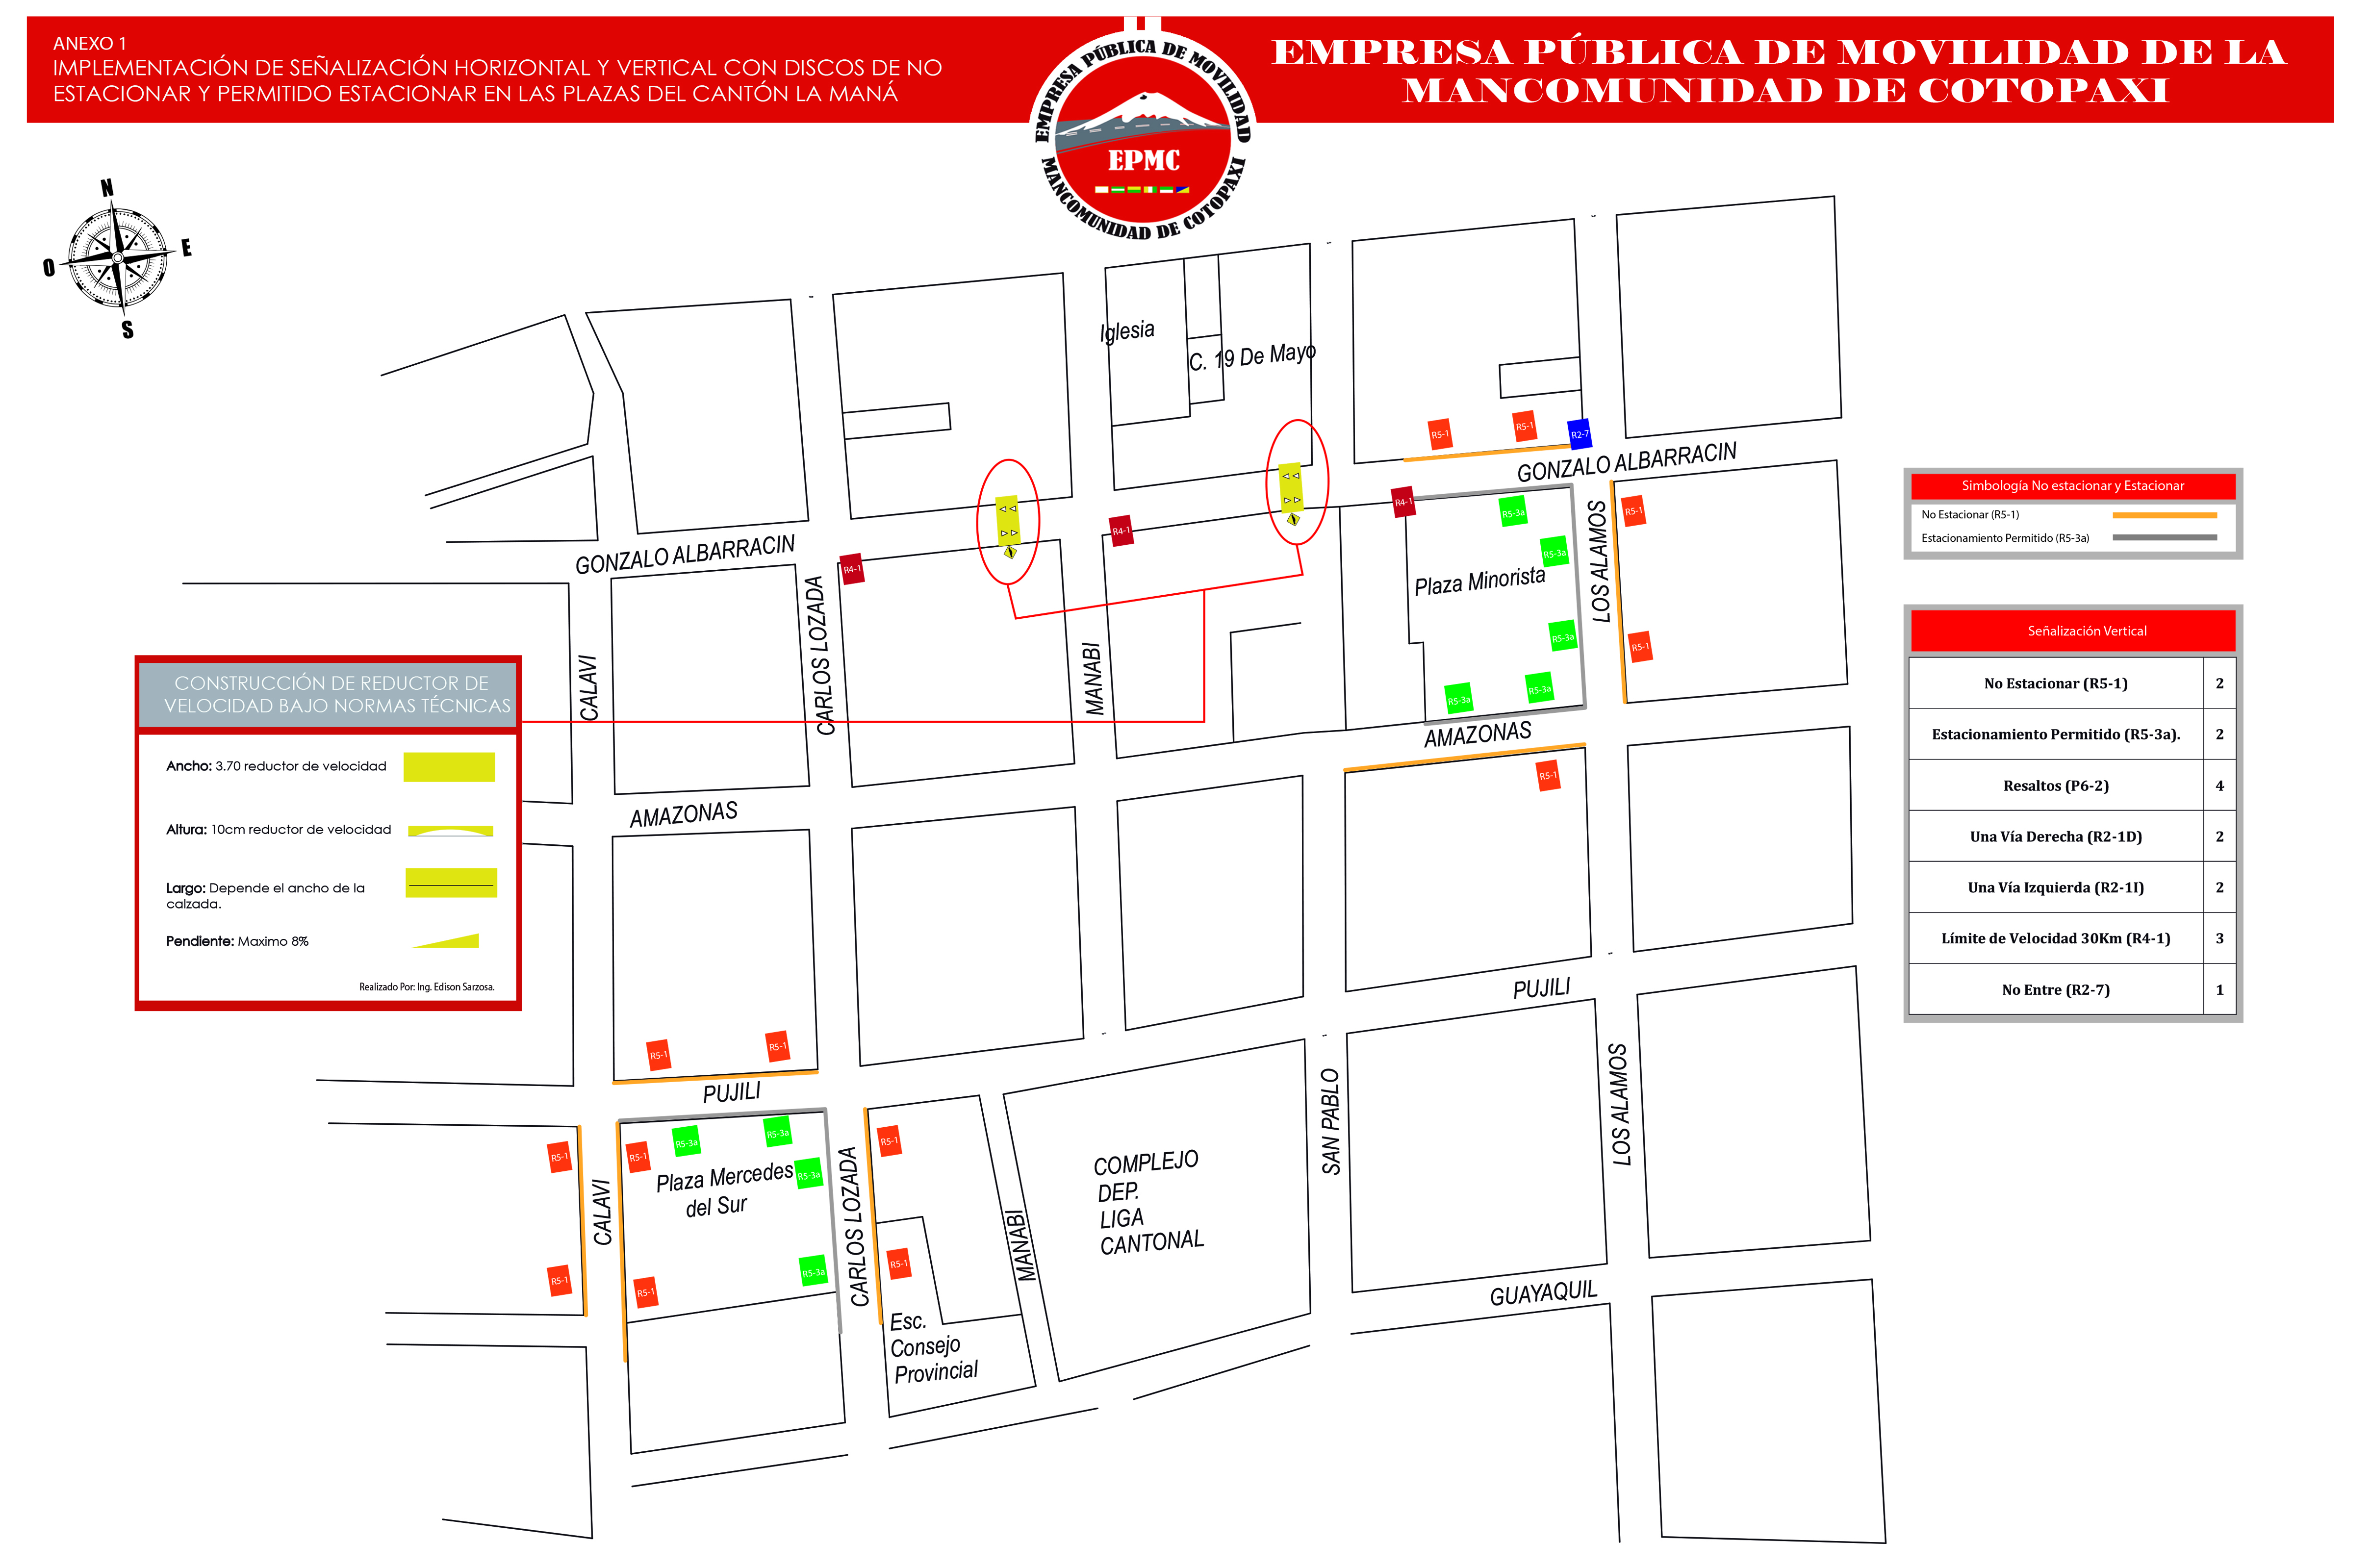 ANEXO 1
IMPLEMENTACIÓN DE SEÑALIZACIÓN HORIZONTAL Y VERTICAL CON DISCOS DE NO
ESTACIONAR Y PERMITIDO ESTACIONAR EN LAS PLAZAS DEL CANTÓN LA MANÁ
EMPRESA PÚBLICA DE MOVILIDAD
EPMC
MANCOMUNIDAD DE COTOPAXI
EMPRESA PÚBLICA DE MOVILIDAD DE LA
MANCOMUNIDAD DE COTOPAXI
N
E
O
S
Iglesia
C. 19 De Mayo
R5-1
R5-1
R2-7
GONZALO ALBARRACIN
R4-1
R4-1
R4-1
GONZALO ALBARRACIN
R5-3a
R5-3a
R5-3a
R5-3a
R5-3a
Plaza Minorista
LOS ALAMOS
R5-1
R5-1
CALAVI
CARLOS LOZADA
MANABI
AMAZONAS
R5-1
AMAZONAS
PUJILI
R5-1
R5-1
PUJILI
R5-1
R5-1
CALAVI
R5-1
R5-1
R5-3a
R5-3a
R5-3a
R5-3a
Plaza Mercedes
del Sur
CARLOS LOZADA
R5-1
R5-1
Esc.
Consejo
Provincial
MANABI
COMPLEJO
DEP.
LIGA
CANTONAL
SAN PABLO
LOS ALAMOS
GUAYAQUIL
Simbología No estacionar y Estacionar
No Estacionar (R5-1)
Estacionamiento Permitido (R5-3a)
Señalización Vertical
No Estacionar (R5-1) 2
Estacionamiento Permitido (R5-3a). 2
Resaltos (P6-2) 4
Una Vía Derecha (R2-1D) 2
Una Vía Izquierda (R2-1I) 2
Límite de Velocidad 30Km (R4-1) 3
No Entre (R2-7) 1
CONSTRUCCIÓN DE REDUCTOR DE
VELOCIDAD BAJO NORMAS TÉCNICAS
Ancho: 3.70 reductor de velocidad
Altura: 10cm reductor de velocidad
Largo: Depende el ancho de la
calzada.
Pendiente: Maximo 8%
Realizado Por: Ing. Edison Sarzosa.